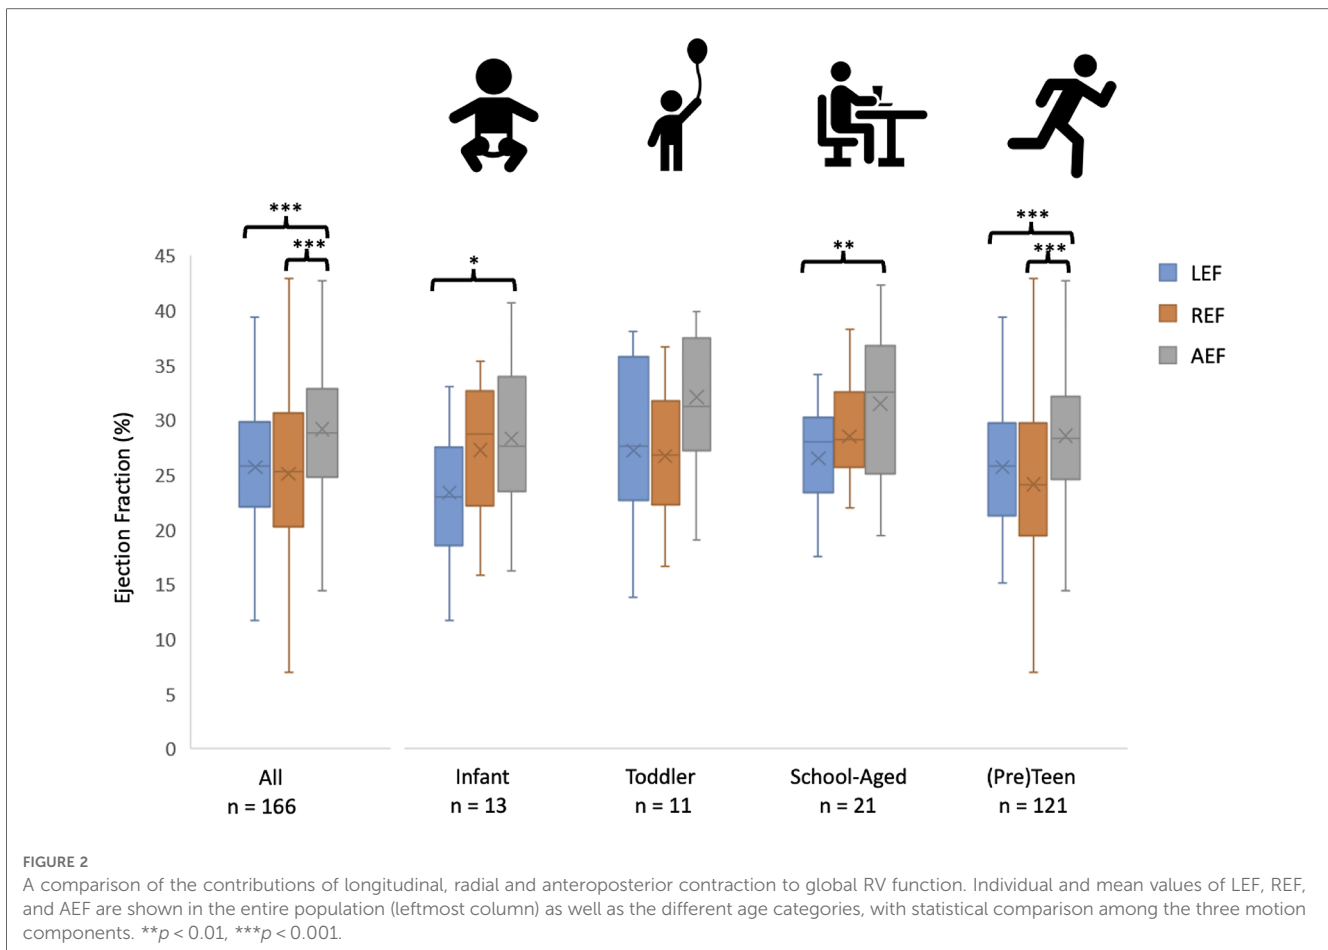 ***
***
*
**
***
***
45
40
35
30
25
20
15
10
5
0
Ejection Fraction (%)
LEF
REF
AEF
All
n = 166
Infant
n = 13
Toddler
n = 11
School-Aged
n = 21
(Pre)Teen
n = 121
FIGURE 2
A comparison of the contributions of longitudinal, radial and anteroposterior contraction to global RV function. Individual and mean values of LEF, REF,
and AEF are shown in the entire population (leftmost column) as well as the different age categories, with statistical comparison among the three motion
components. **p < 0.01, ***p < 0.001.